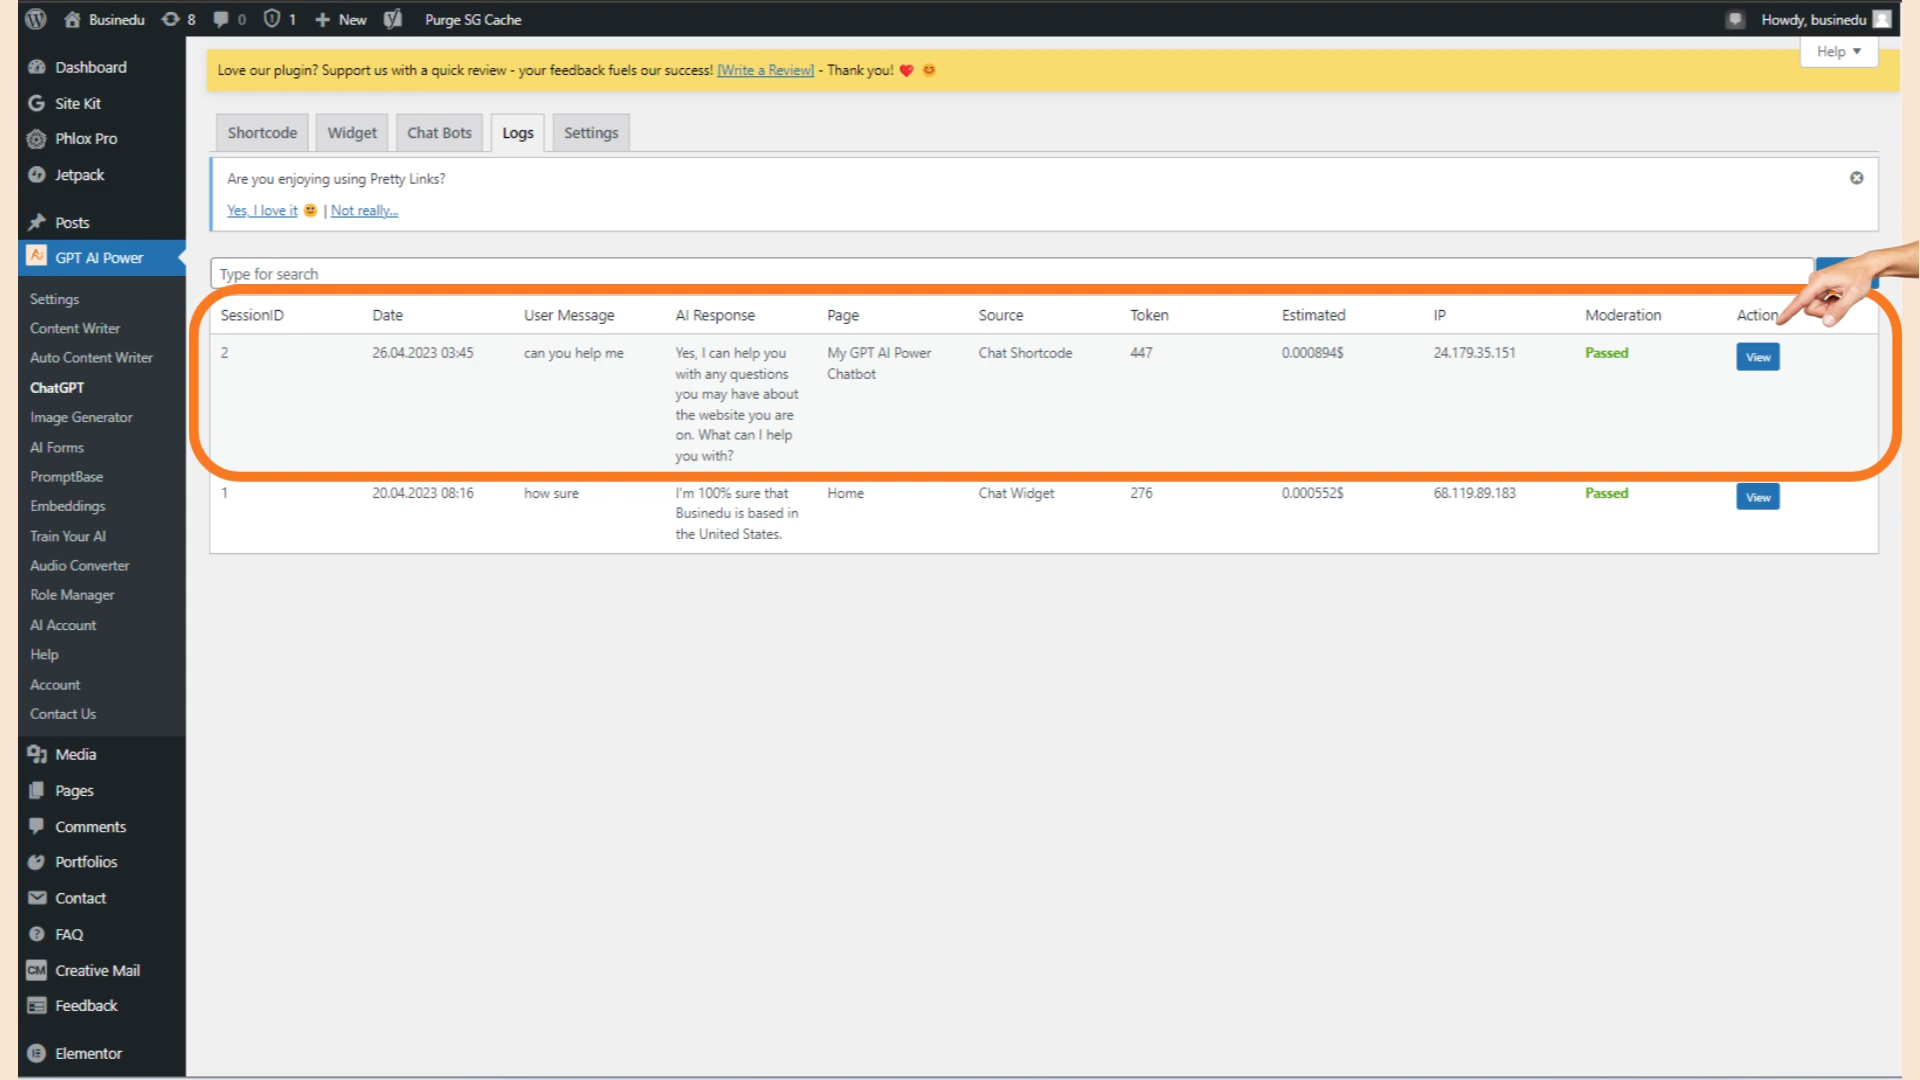 Businedu 8 0 1 New Purge SG Cache Howdy, businedu
Help
Love our plugin? Support us with a quick review - your feedback fuels our success! [Write a Review] - Thank you!
Dashboard
Site Kit
Phlox Pro
Jetpack
Posts
GPT AI Power
Settings
Content Writer
Auto Content Writer
ChatGPT
Image Generator
AI Forms
PromptBase
Embeddings
Train Your AI
Audio Converter
Role Manager
AI Account
Help
Account
Contact Us
Media
Pages
Comments
Portfolios
Contact
FAQ
CM Creative Mail
Feedback
Elementor
Shortcode Widget Chat Bots Logs Settings
Are you enjoying using Pretty Links?
Yes, I love it | Not really...
Type for search
SessionID Date User Message AI Response Page Source Token Estimated IP Moderation Action
2 26.04.2023 03:45 can you help me Yes, I can help you My GPT AI Power Chat Shortcode 447 0.000894$ 24.179.35.151 Passed View
with any questions Chatbot
you may have about
the website you are
on. What can I help
you with?
1 20.04.2023 08:16 how sure I'm 100% sure that Home Chat Widget 276 0.000552$ 68.119.89.183 Passed View
Businedu is based in
the United States.